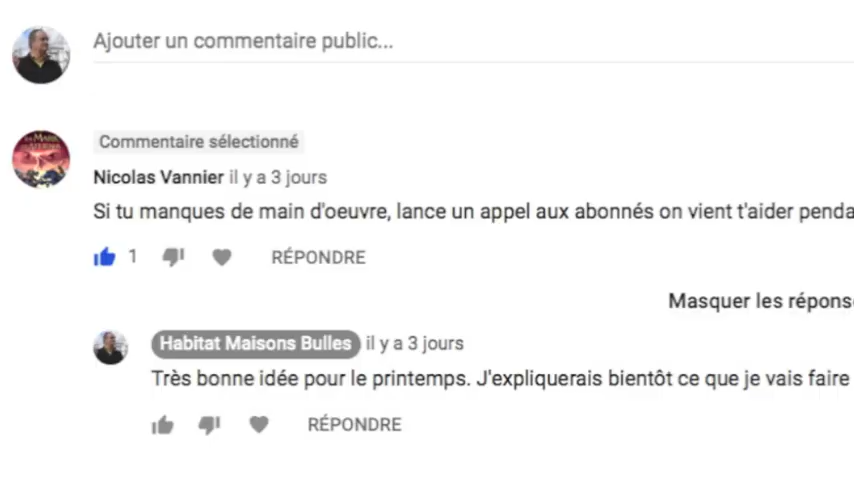 Ajouter un commentaire public...
Commentaire sélectionné
Nicolas Vannier il y a 3 jours
Si tu manques de main d'oeuvre, lance un appel aux abonnés on vient t'aider penda
1 RÉPONDRE
Masquer les réponse
Habitat Maisons Bulles il y a 3 jours
Très bonne idée pour le printemps. J'expliquerais bientôt ce que je vais faire
RÉPONDRE